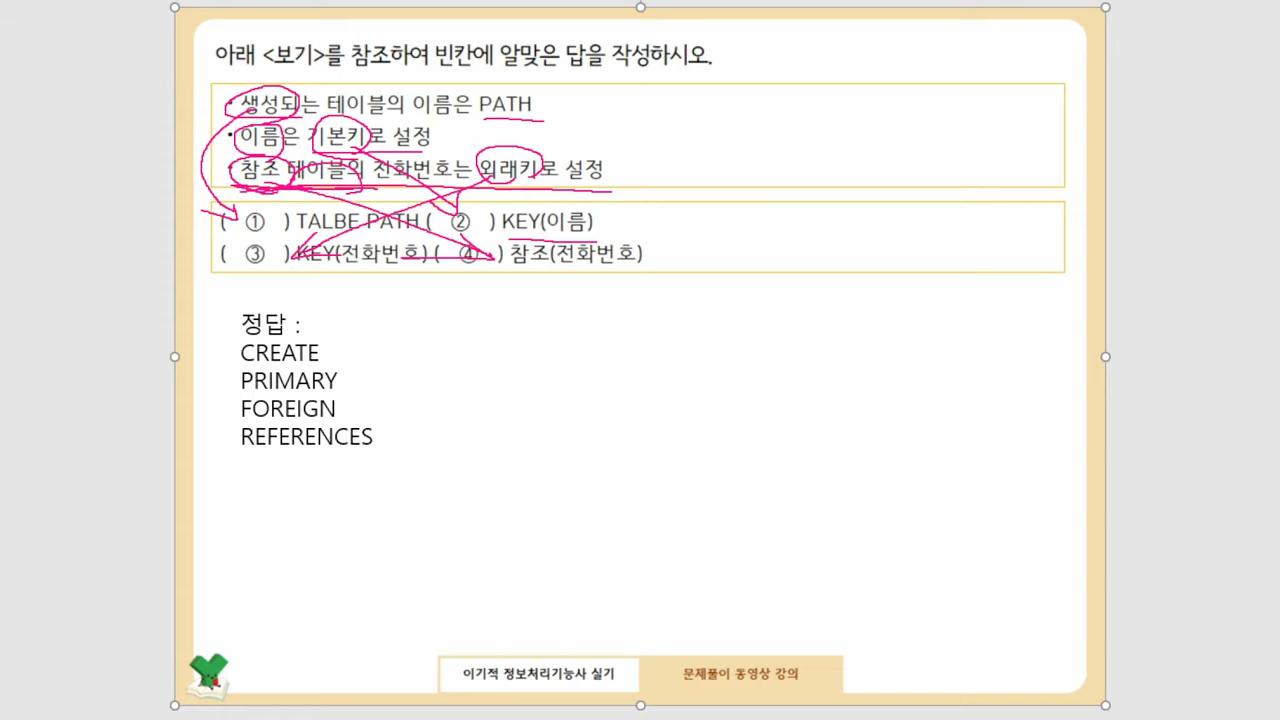 아래 <보기>를 참조하여 빈칸에 알맞은 답을 작성하시오.
• 생성되는 테이블의 이름은 PATH
• 이름은 기본키로 설정
• 참조 테이블의 전화번호는 외래키로 설정
( ① ) TALBE PATH ( ② ) KEY(이름)
( ③ ) KEY(전화번호) ( ④ ) 참조(전화번호)
정답 :
CREATE
PRIMARY
FOREIGN
REFERENCES
이기적 정보처리기능사 실기
문제풀이 동영상 강의